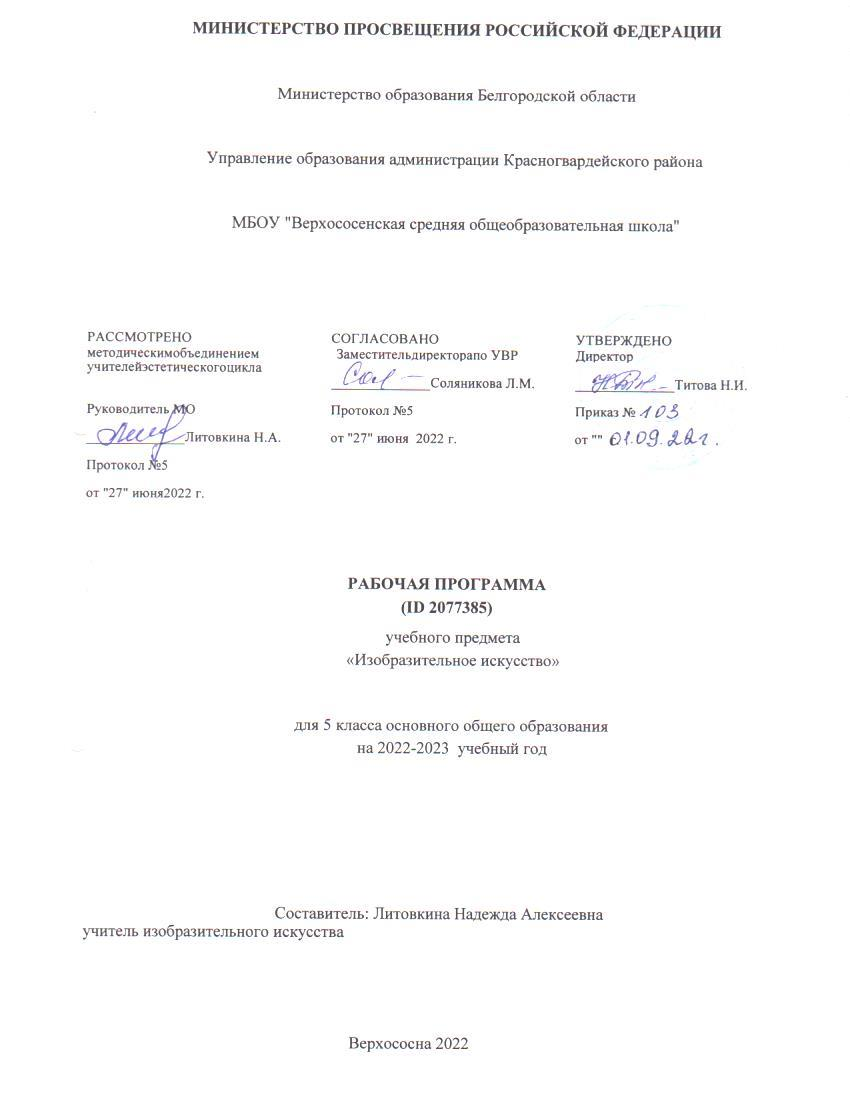 МИНИСТЕРСТВО ПРОСВЕЩЕНИЯ РОССИЙСКОЙ ФЕДЕРАЦИИ
Министерство образования Белгородской области
Управление образования администрации Красногвардейского района
МБОУ "Верхососенская средняя общеобразовательная школа"
РАССМОТРЕНО
методическимобъединением
учителейэстетическогоцикла
Руководитель МО
Литовкина Н.А.
Протокол №5
от "27" июня2022 г.
СОГЛАСОВАНО
Заместительдиректорапо УВР
Соляникова Л.М.
Протокол №5
от "27" июня 2022 г.
УТВЕРЖДЕНО
Директор
Титова Н.И.
Приказ № 103
от "" 01.09.22г.
РАБОЧАЯ ПРОГРАММА
(ID 2077385)
учебного предмета
«Изобразительное искусство»
для 5 класса основного общего образования
на 2022-2023 учебный год
Составитель: Литовкина Надежда Алексеевна
учитель изобразительного искусства
Верхососна 2022